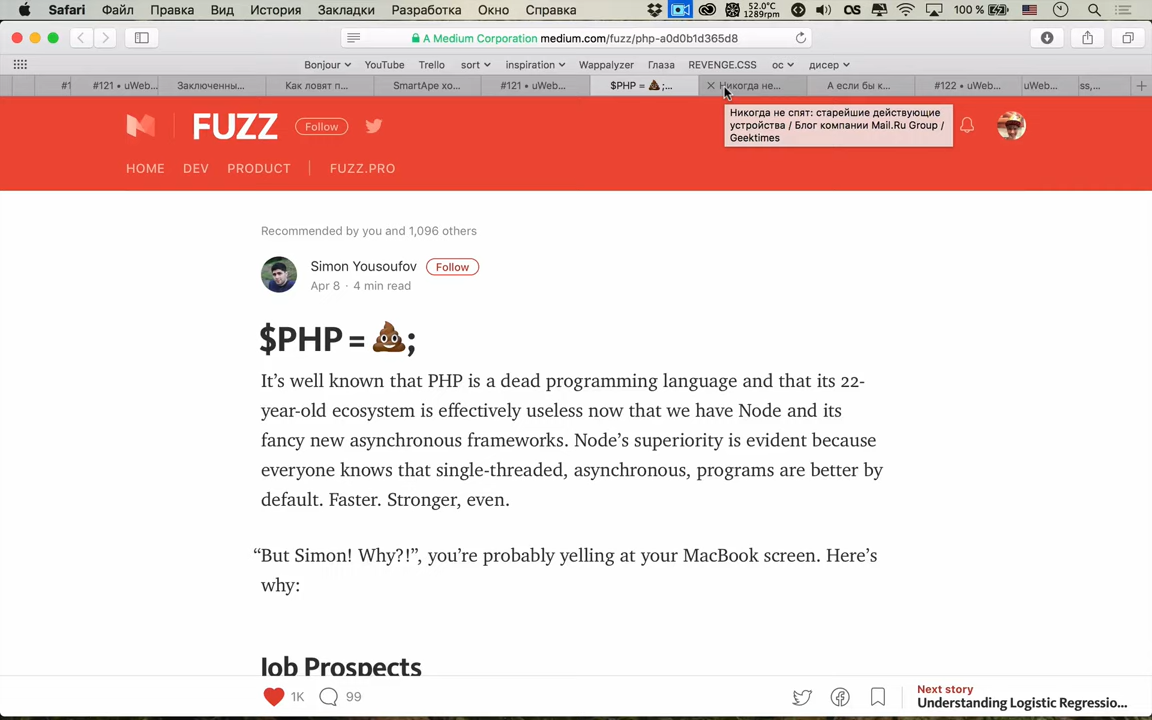 Safari Файл Правка Вид История Закладки Разработка Окно Справка 52.0°C 1289rpm 100 %
A Medium Corporation medium.com/fuzz/php-a0d0b1d365d8
Bonjour YouTube Trello sort inspiration Wappalyzer Глаза REVENGE.CSS ос дисер
#1 #121 • uWeb... Заключенны... Как ловят п... SmartApe хо... #121 • uWeb... $PHP = 💩;... Никогда не... А если бы к... #122 • uWeb... uWeb... ss,...
Никогда не спят: старейшие действующие
устройства / Блог компании Mail.Ru Group /
Geektimes
FUZZ Follow
HOME DEV PRODUCT FUZZ.PRO
Recommended by you and 1,096 others
Simon Yousoufov Follow
Apr 8 · 4 min read
$PHP = 💩;
It’s well known that PHP is a dead programming language and that its 22-
year-old ecosystem is effectively useless now that we have Node and its
fancy new asynchronous frameworks. Node’s superiority is evident because
everyone knows that single-threaded, asynchronous, programs are better by
default. Faster. Stronger, even.
“But Simon! Why?!”, you’re probably yelling at your MacBook screen. Here’s
why:
Job Prospects
1K 99
Next story
Understanding Logistic Regressio...